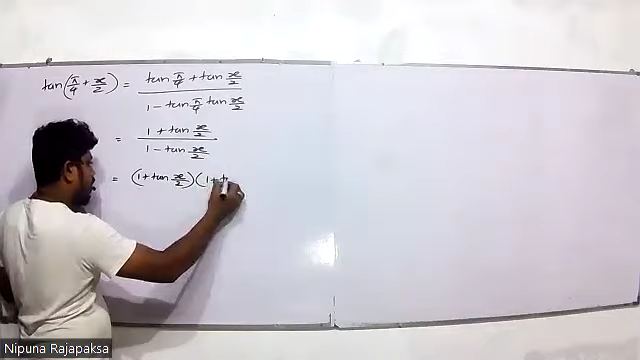 tan(π/4 + x/2) = (tan π/4 + tan x/2) / (1 - tan π/4 tan x/2)
= (1 + tan x/2) / (1 - tan x/2)
= (1 + tan x/2)(1 + t
Nipuna Rajapaksa